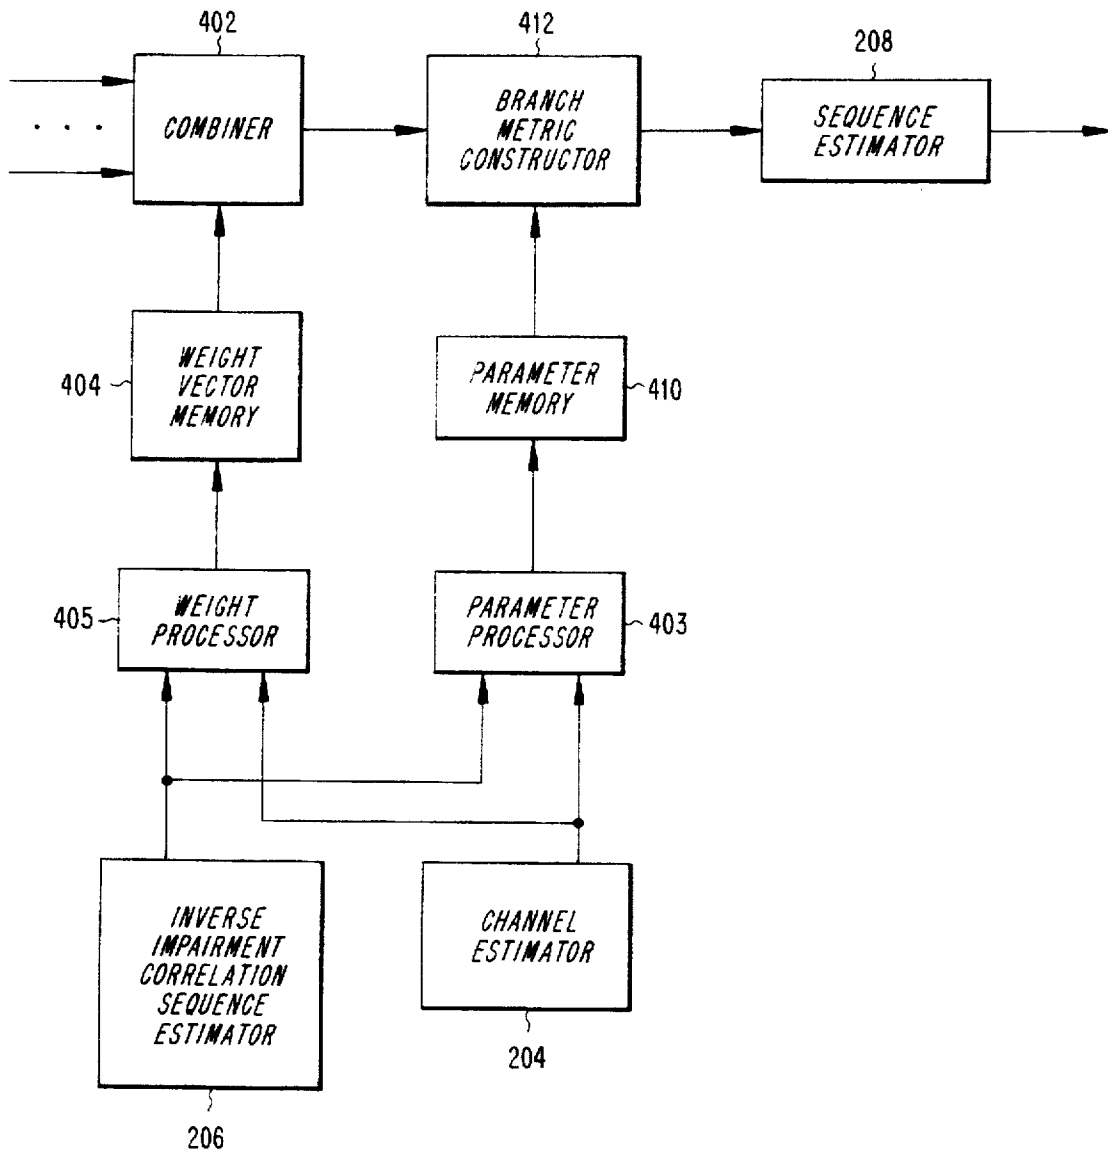 402
412
208
COMBINER
BRANCH
METRIC
CONSTRUCTOR
SEQUENCE
ESTIMATOR
. . .
404
WEIGHT
VECTOR
MEMORY
PARAMETER
MEMORY
410
405
WEIGHT
PROCESSOR
PARAMETER
PROCESSOR
403
INVERSE
IMPAIRMENT
CORRELATION
SEQUENCE
ESTIMATOR
CHANNEL
ESTIMATOR
204
206